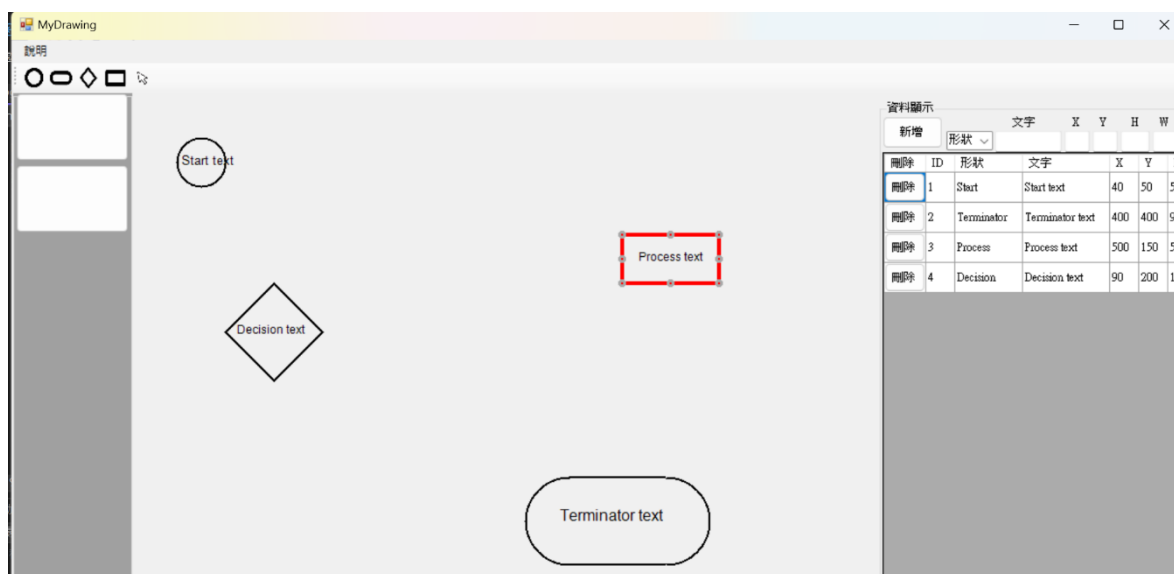 MyDrawing
說明
資料顯示
文字 X Y H W
新增 形狀
刪除 ID 形狀 文字 X Y
刪除 1 Start Start text 40 50
刪除 2 Terminator Terminator text 400 400
刪除 3 Process Process text 500 150
刪除 4 Decision Decision text 90 200
Start text
Process text
Decision text
Terminator text